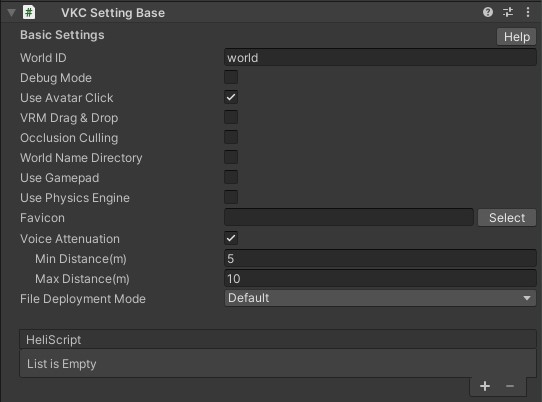 VKC Setting Base
Basic Settings
Help
World ID world
Debug Mode
Use Avatar Click
VRM Drag & Drop
Occlusion Culling
World Name Directory
Use Gamepad
Use Physics Engine
Favicon Select
Voice Attenuation
Min Distance(m) 5
Max Distance(m) 10
File Deployment Mode Default
HeliScript
List is Empty